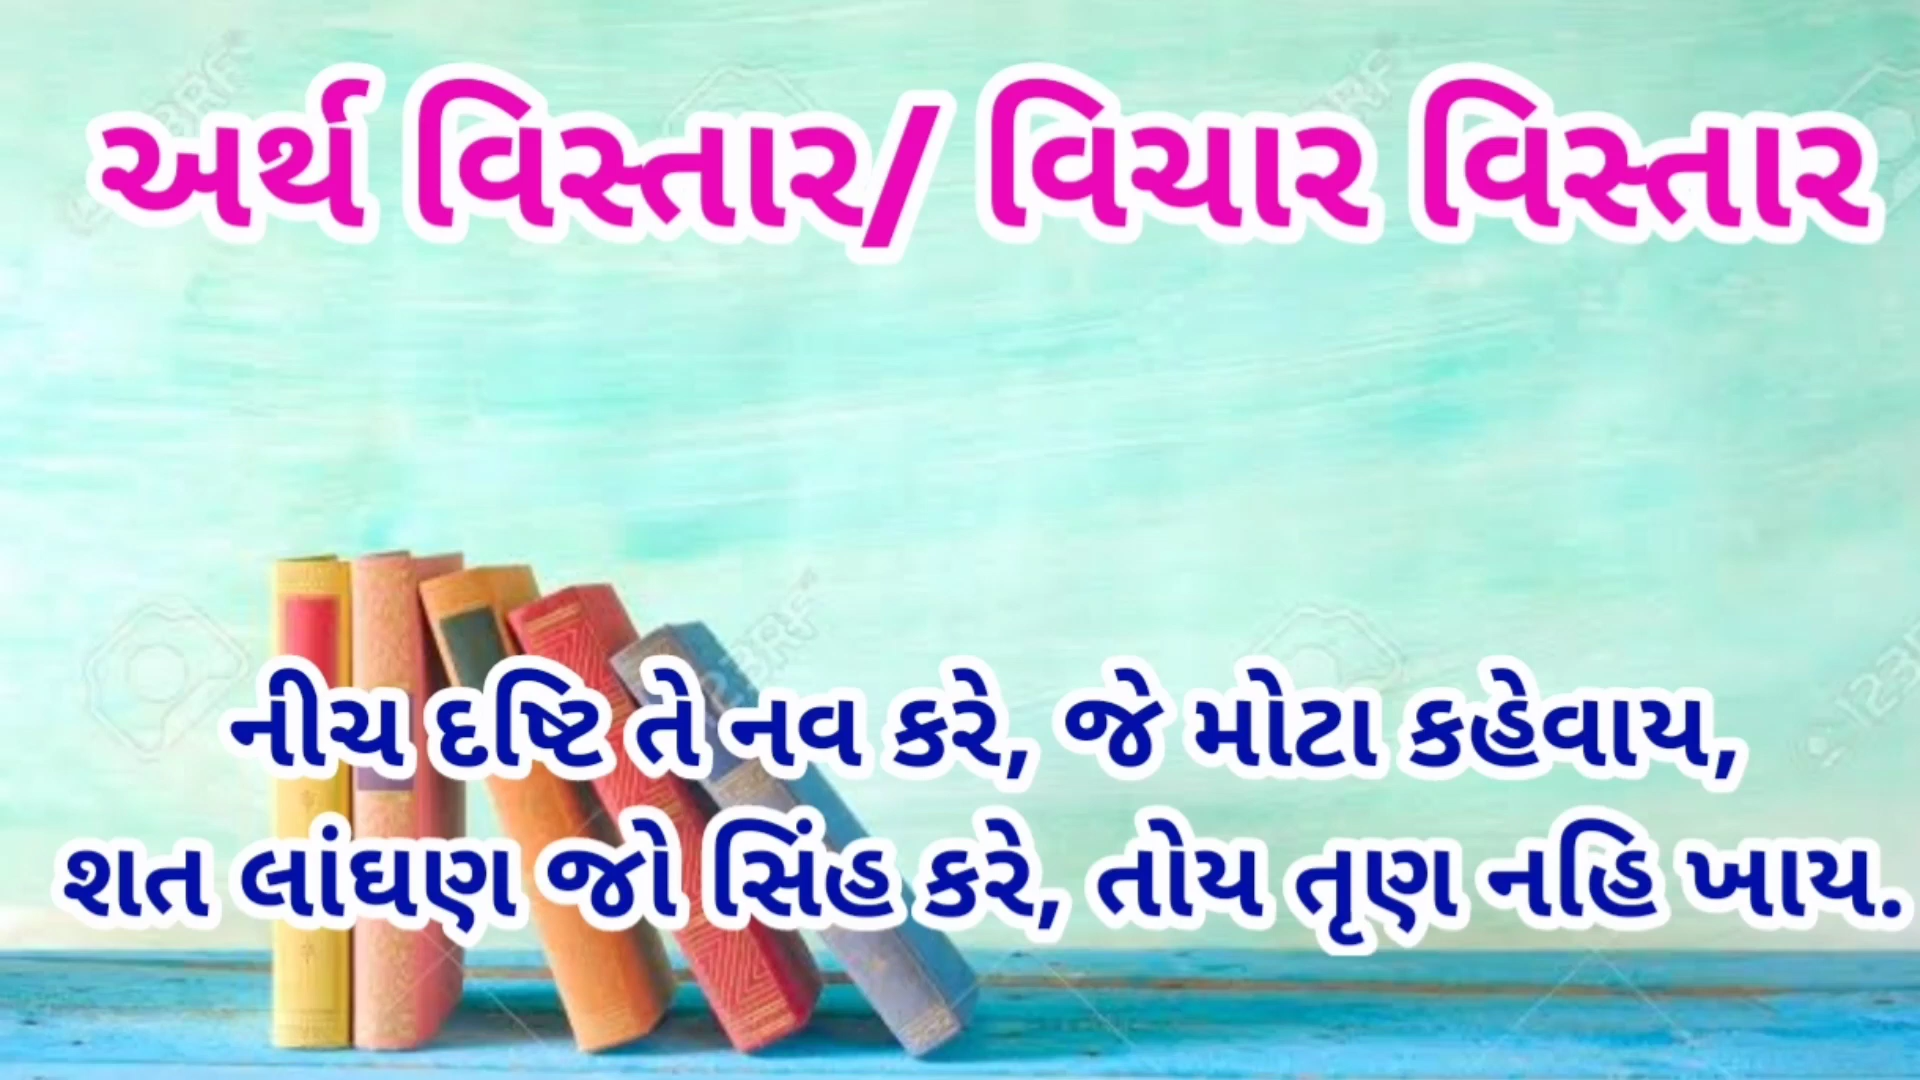 અર્થ વિસ્તાર/ વિચાર વિસ્તાર
નીચ દષ્ટિ તે નવ કરે, જે મોટા કહેવાય,
શત લાંઘણ જો સિંહ કરે, તોય તૃણ નહિ ખાય.